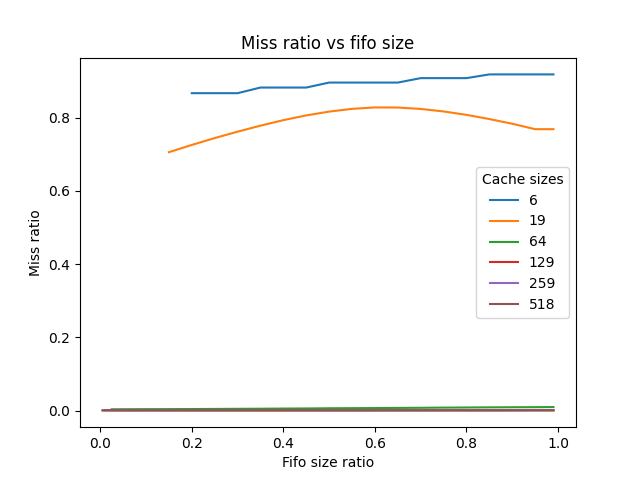 Miss ratio vs fifo size
Miss ratio
0.8
0.6
0.4
0.2
0.0
Cache sizes
6
19
64
129
259
518
0.0 0.2 0.4 0.6 0.8 1.0
Fifo size ratio